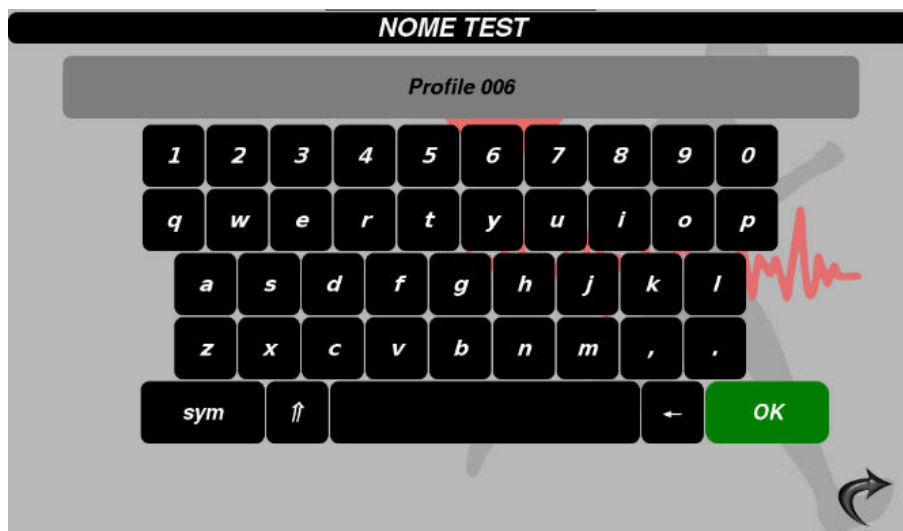 NOME TEST
Profile 006
1 2 3 4 5 6 7 8 9 0
q w e r t y u i o p
a s d f g h j k l
z x c v b n m , .
sym ⇑ ← OK